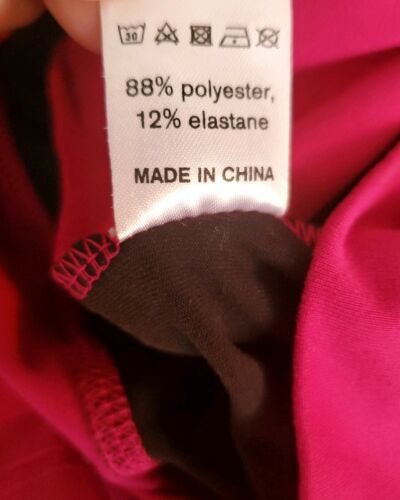 30
88% polyester,
12% elastane
MADE IN CHINA